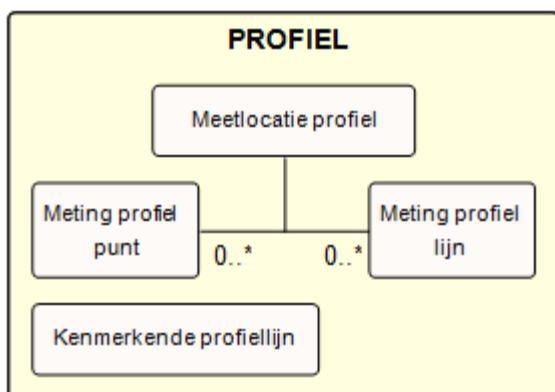 PROFIEL
Meetlocatie profiel
Meting profiel
punt
Meting profiel
lijn
0..*
0..*
Kenmerkende profiellijn